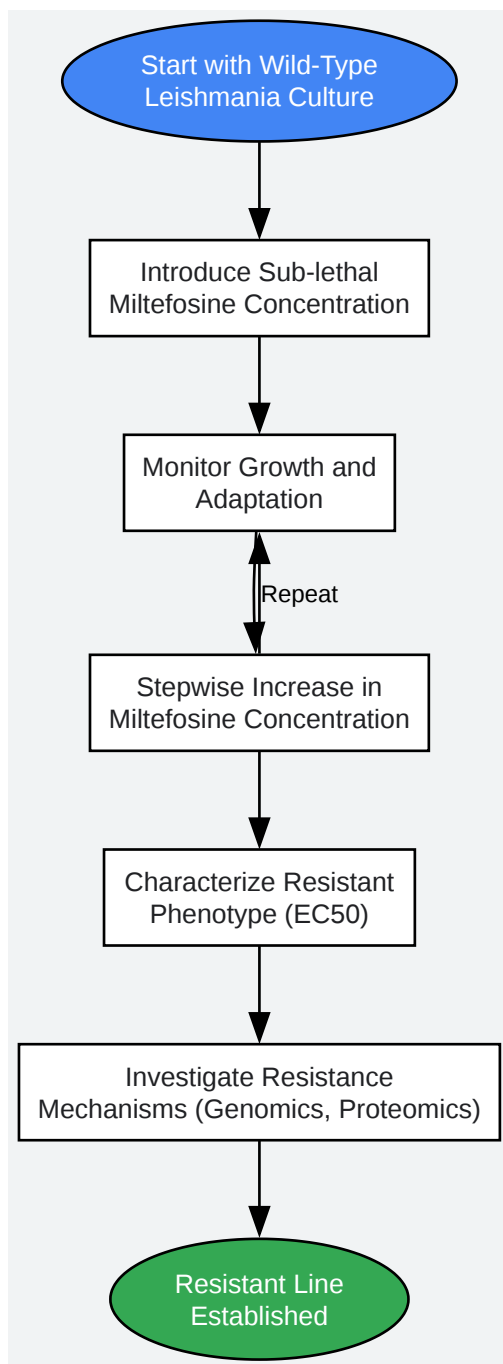 Start with Wild-Type
Leishmania Culture
Introduce Sub-lethal
Miltefosine Concentration
Monitor Growth and
Adaptation
Repeat
Stepwise Increase in
Miltefosine Concentration
Characterize Resistant
Phenotype (EC50)
Investigate Resistance
Mechanisms (Genomics, Proteomics)
Resistant Line
Established